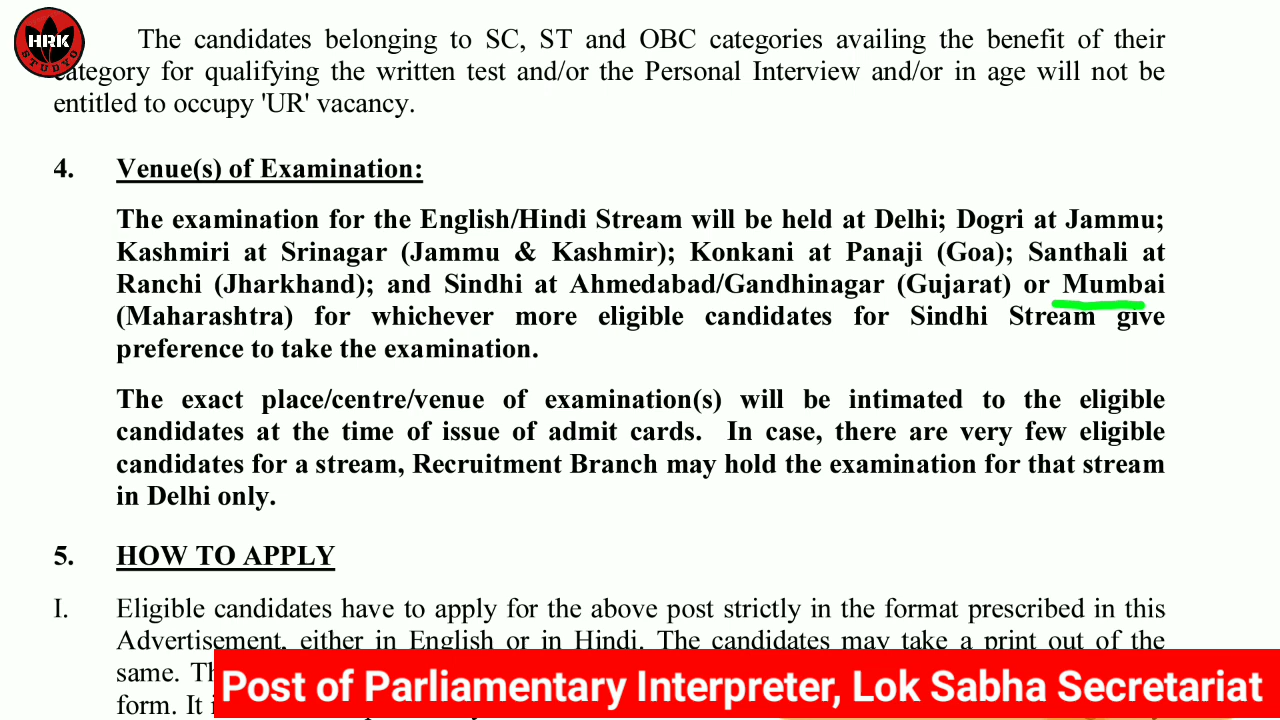 HRK
STUDYO
The candidates belonging to SC, ST and OBC categories availing the benefit of their
category for qualifying the written test and/or the Personal Interview and/or in age will not be
entitled to occupy 'UR' vacancy.
4. Venue(s) of Examination:
The examination for the English/Hindi Stream will be held at Delhi; Dogri at Jammu;
Kashmiri at Srinagar (Jammu & Kashmir); Konkani at Panaji (Goa); Santhali at
Ranchi (Jharkhand); and Sindhi at Ahmedabad/Gandhinagar (Gujarat) or Mumbai
(Maharashtra) for whichever more eligible candidates for Sindhi Stream give
preference to take the examination.
The exact place/centre/venue of examination(s) will be intimated to the eligible
candidates at the time of issue of admit cards. In case, there are very few eligible
candidates for a stream, Recruitment Branch may hold the examination for that stream
in Delhi only.
5. HOW TO APPLY
I. Eligible candidates have to apply for the above post strictly in the format prescribed in this
Advertisement, either in English or in Hindi. The candidates may take a print out of the
same.
form. It
Post of Parliamentary Interpreter, Lok Sabha Secretariat